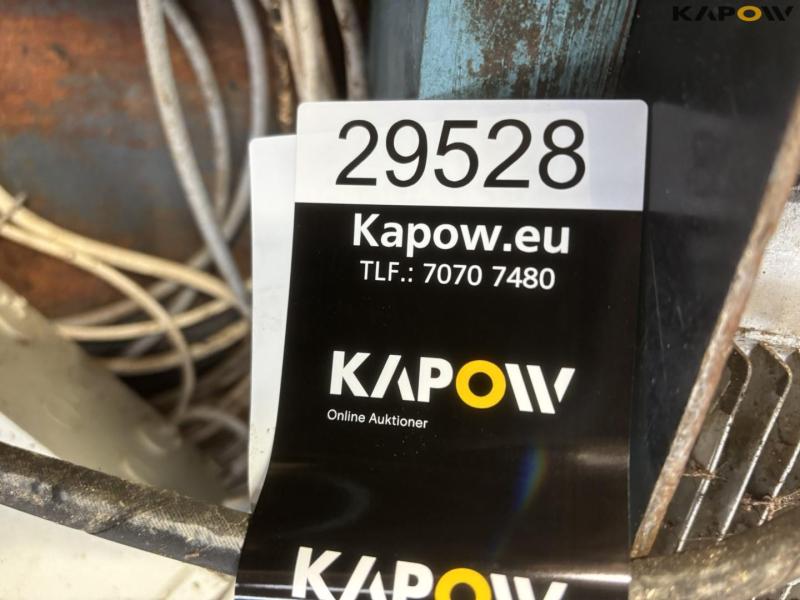 KAPOW
29528
Kapow.eu
TLF.: 7070 7480
KAPOW
Online Auktioner
KAPOW